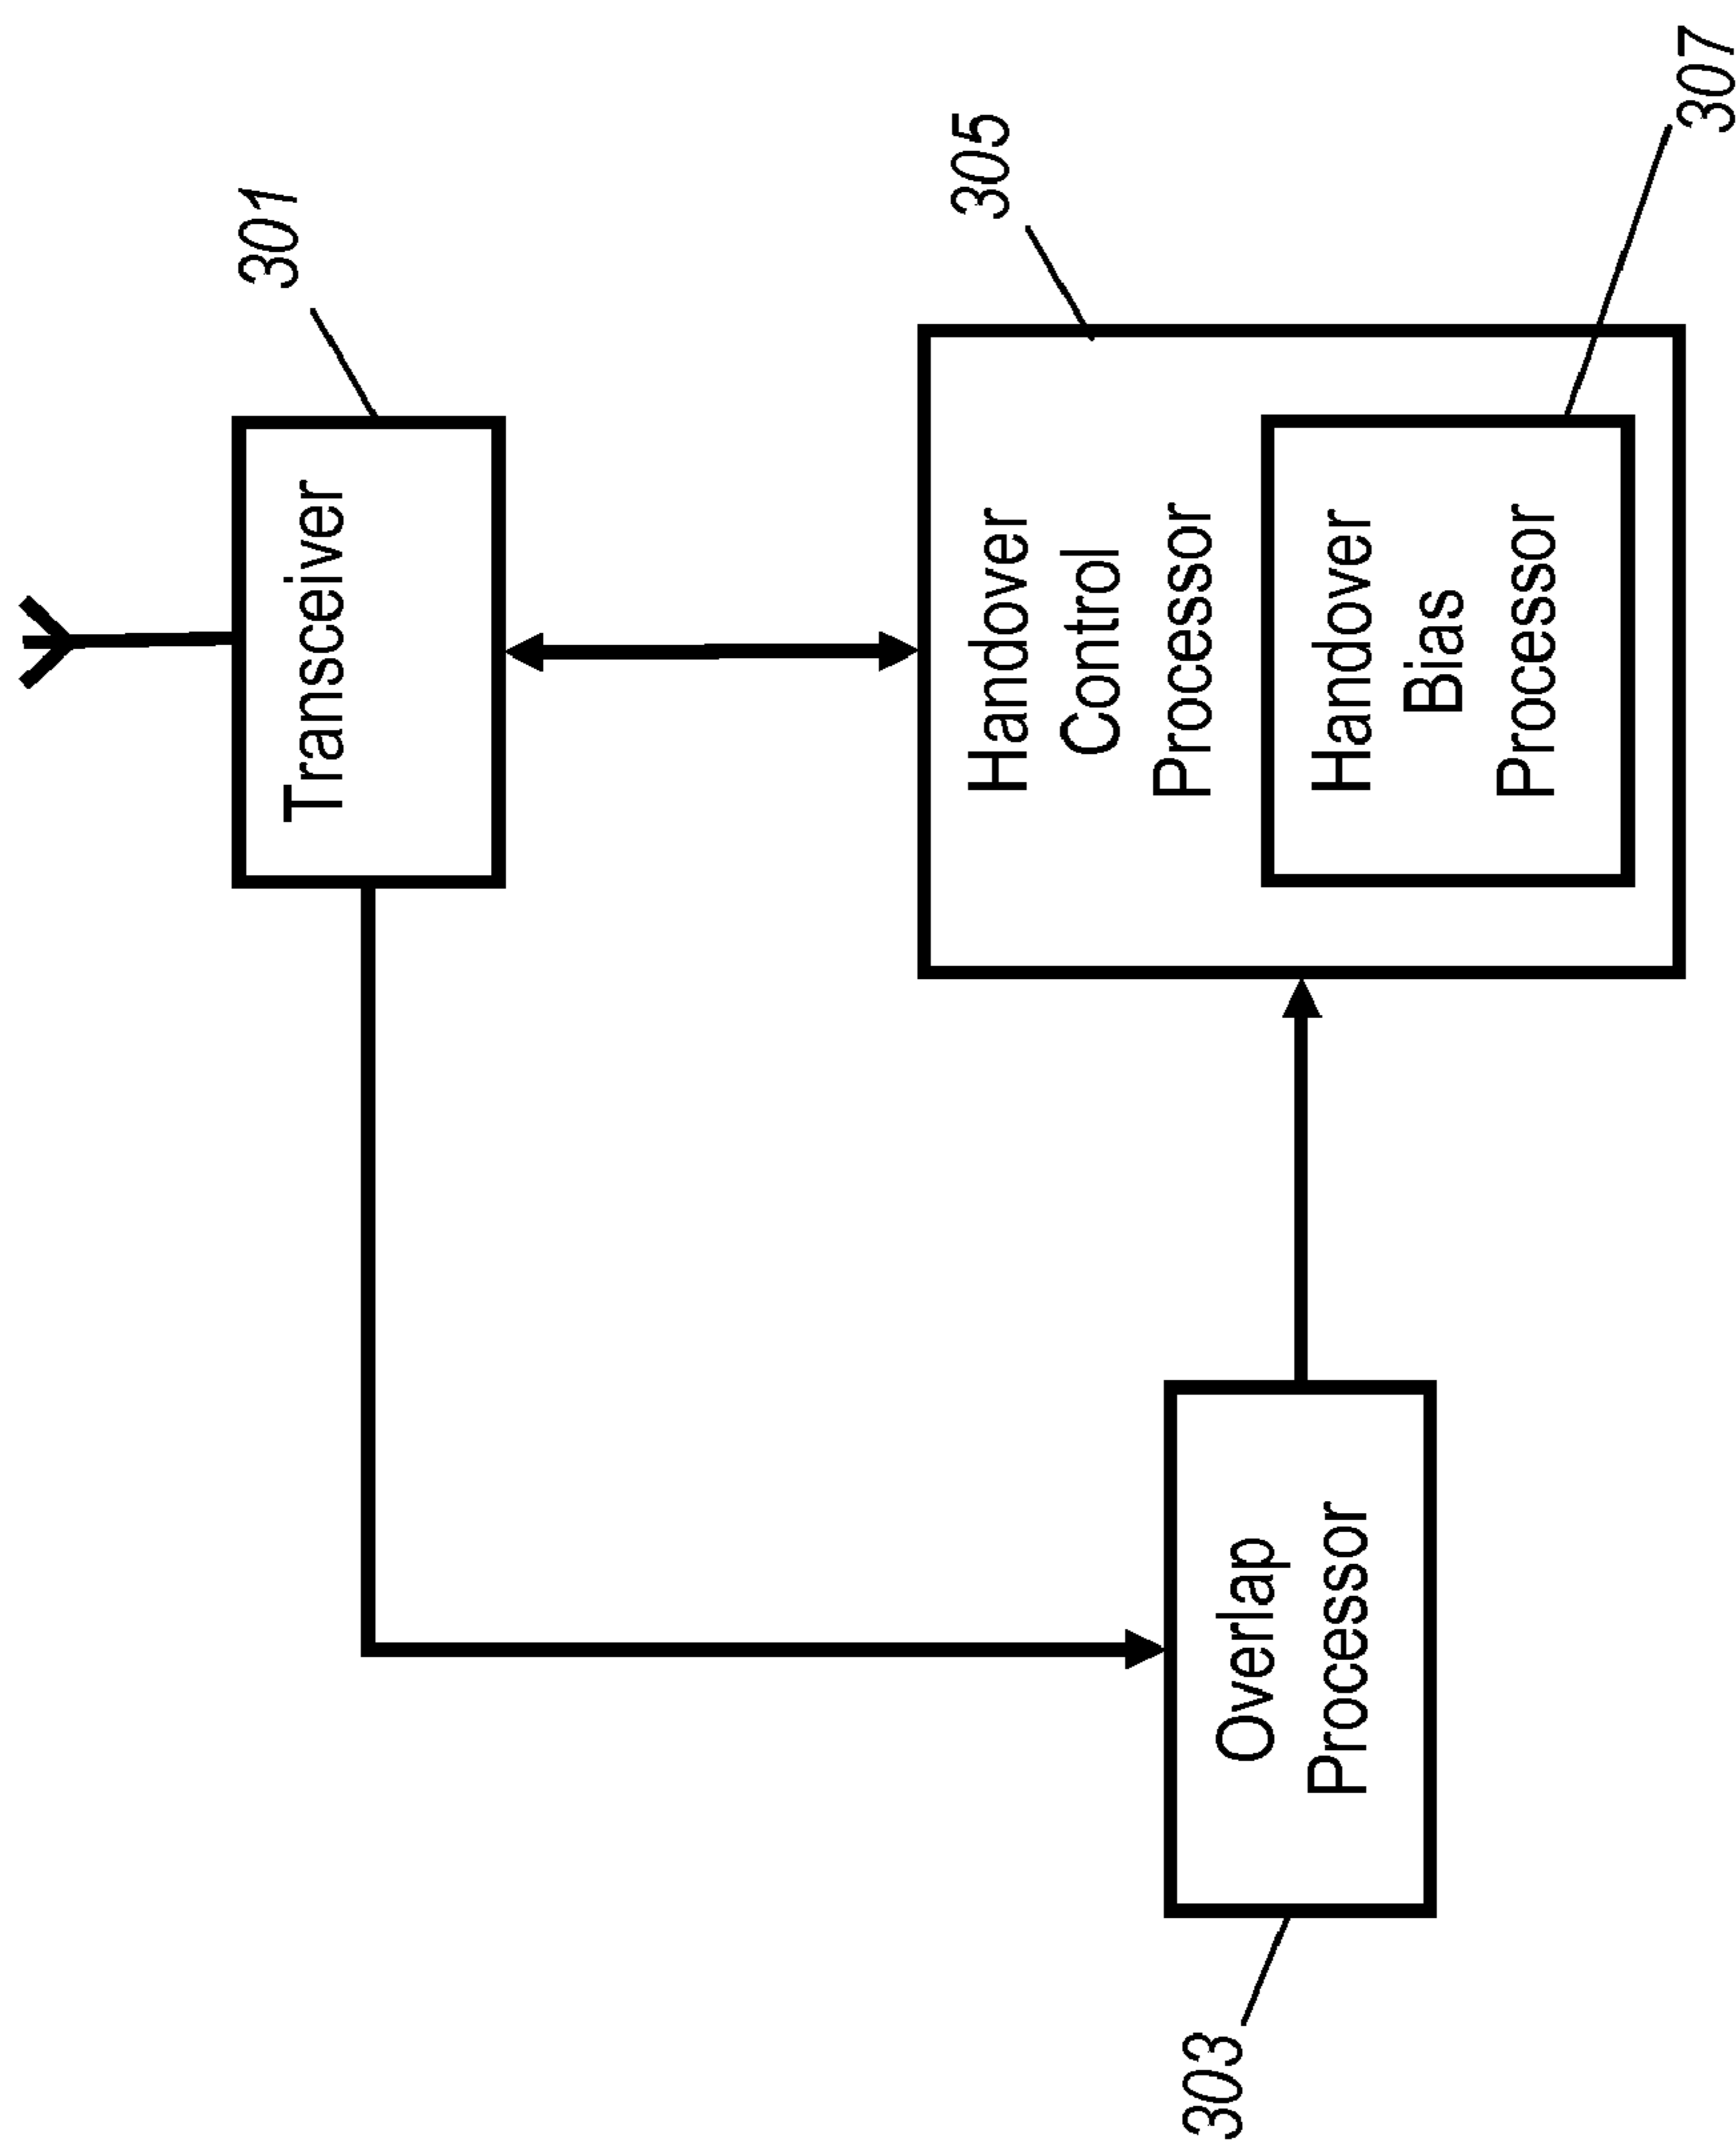 301
Transceiver
305
Handover
Control
Processor
307
Handover
Bias
Processor
303
Overlap
Processor